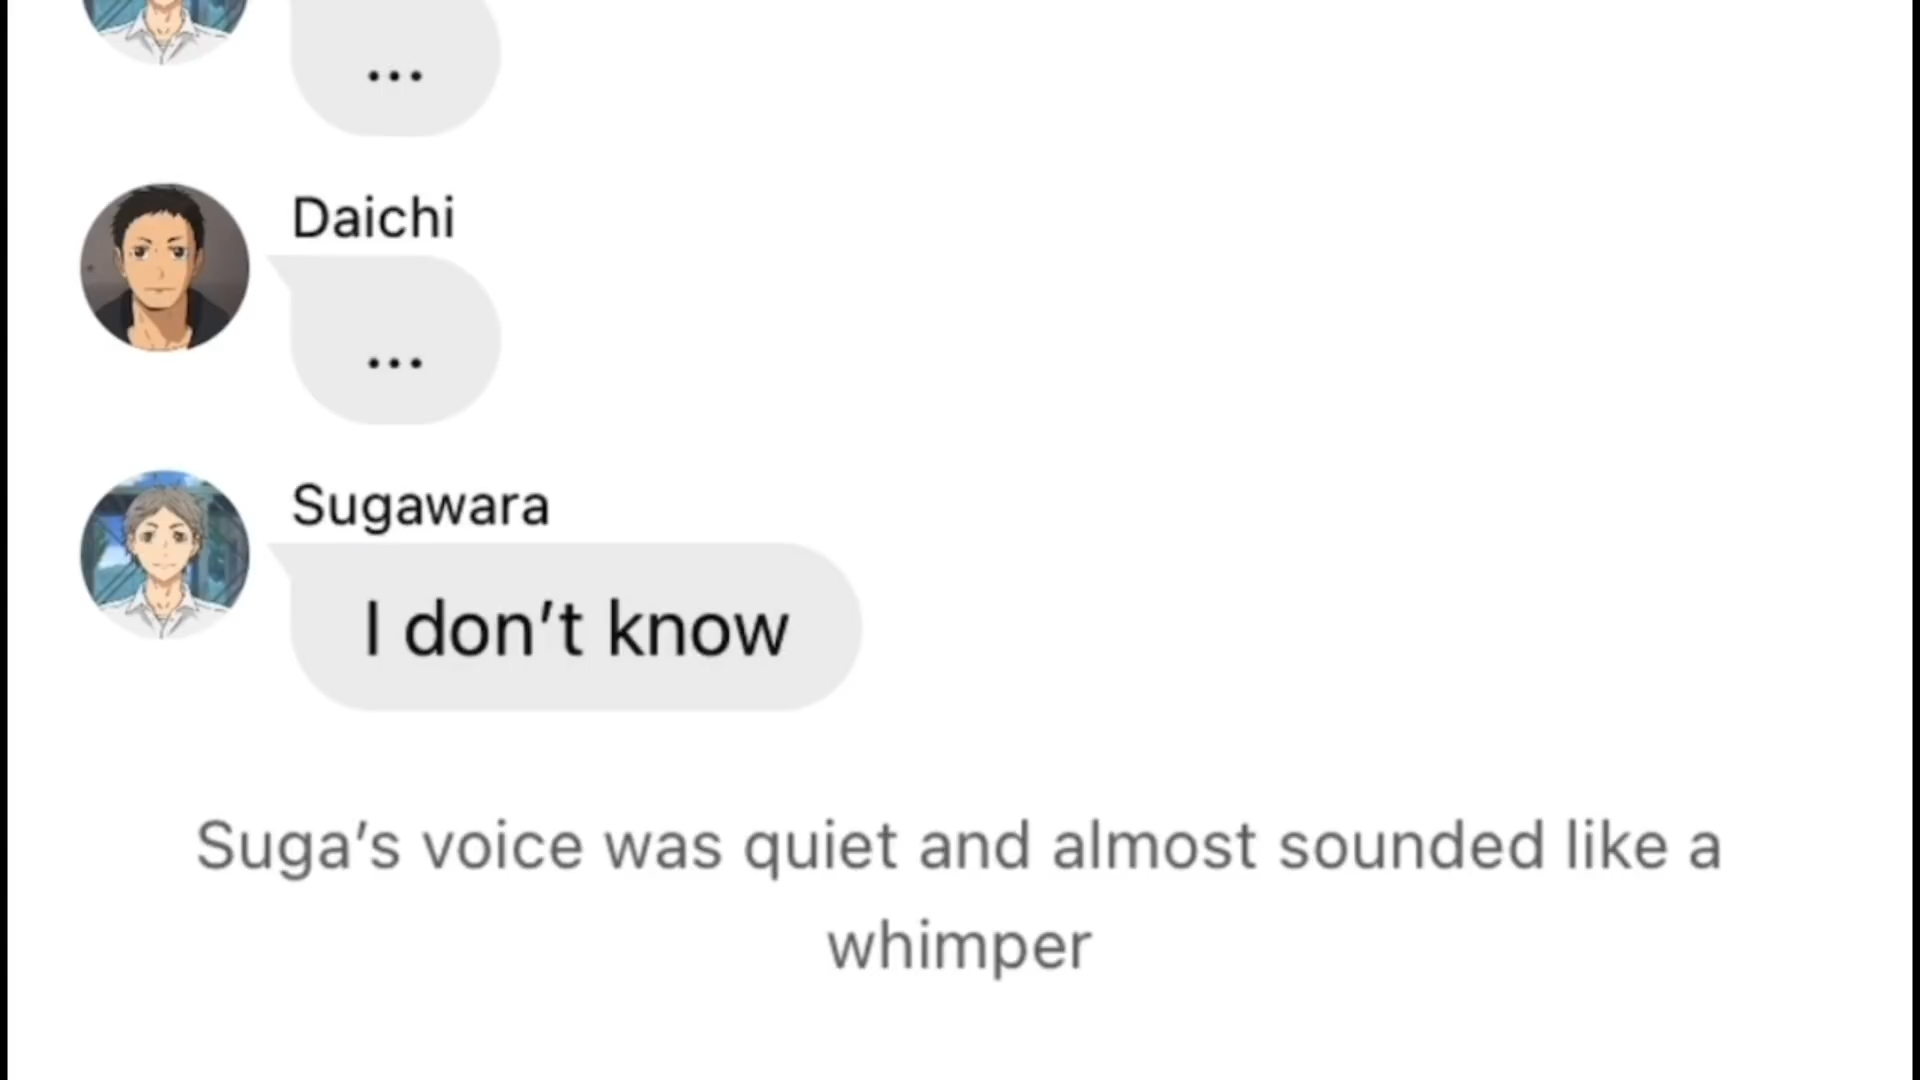 ...
Daichi
...
Sugawara
I don’t know
Suga’s voice was quiet and almost sounded like a
whimper